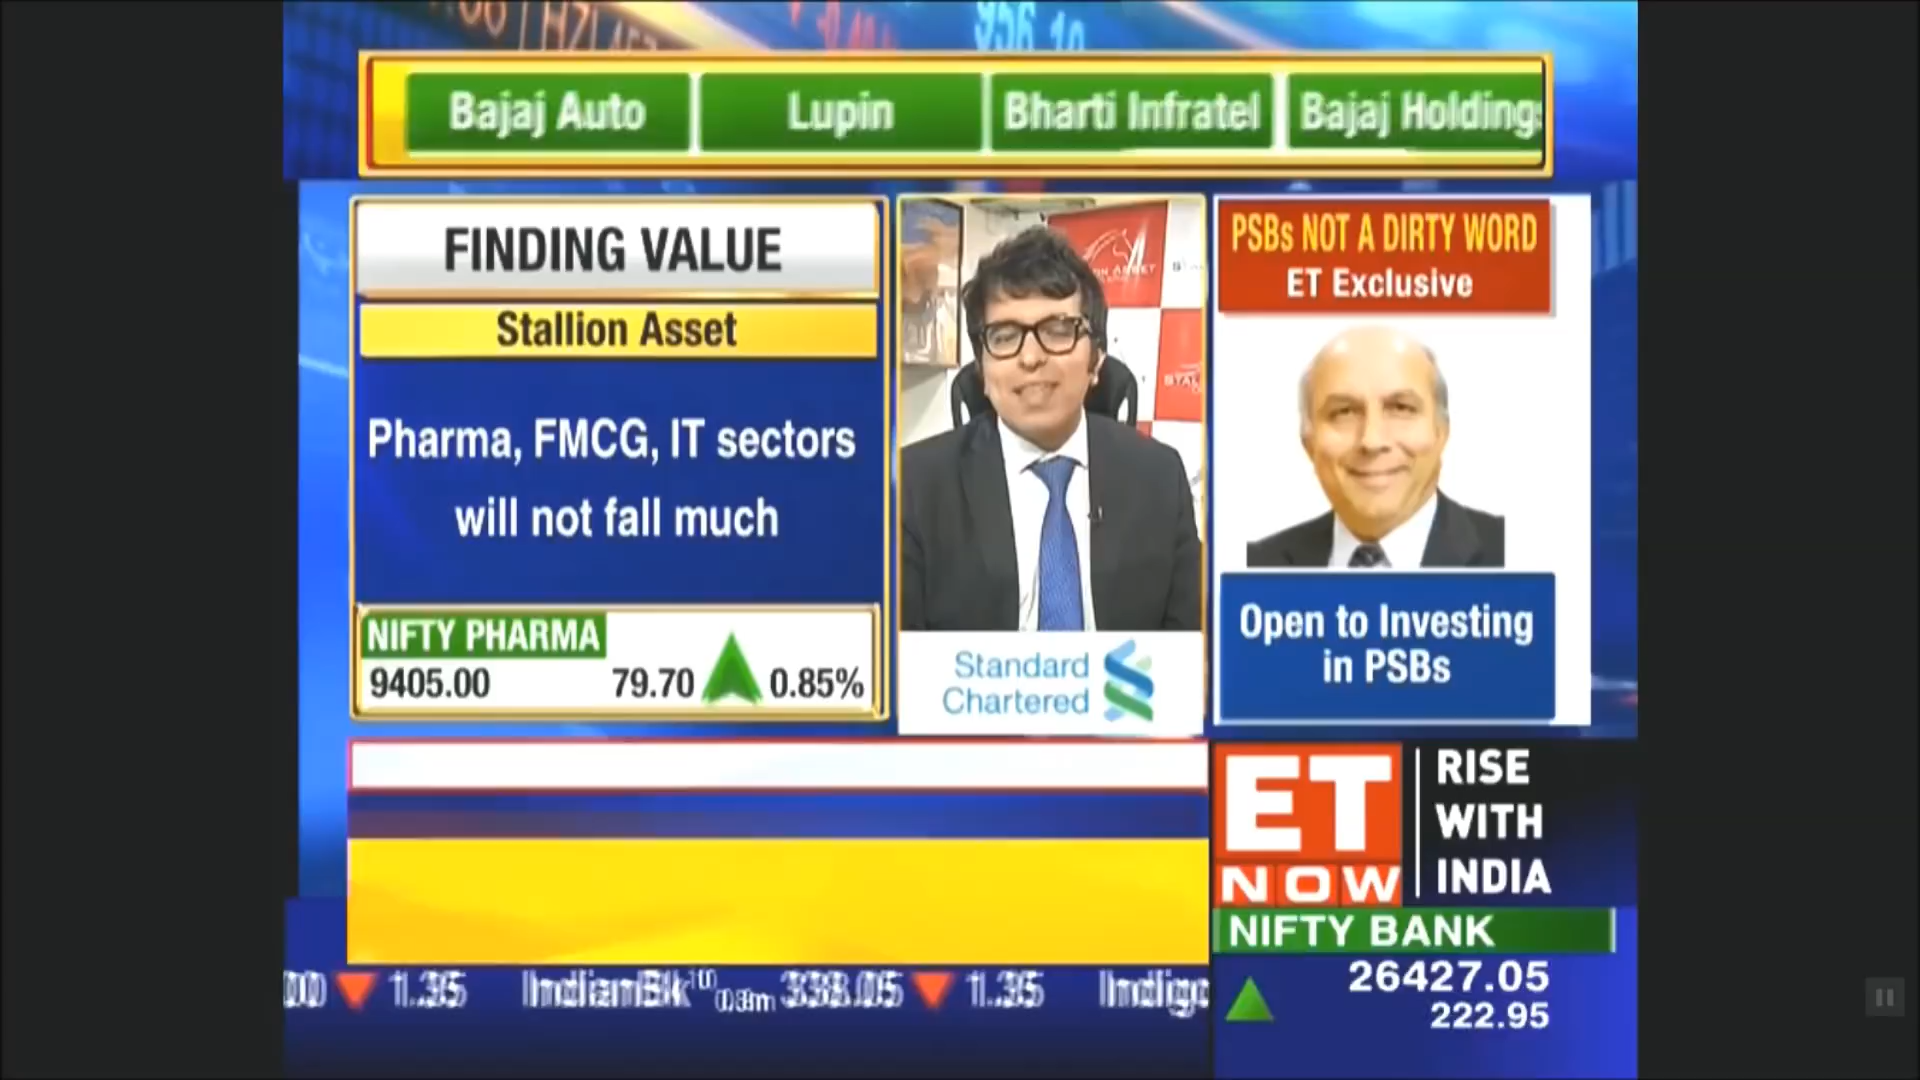 956.10
Bajaj Auto
Lupin
Bharti Infratel
Bajaj Holding
FINDING VALUE
Stallion Asset
Pharma, FMCG, IT sectors
will not fall much
NIFTY PHARMA
9405.00 79.70 0.85%
Standard
Chartered
PSBs NOT A DIRTY WORD
ET Exclusive
Open to Investing
in PSBs
ET
NOW
RISE
WITH
INDIA
NIFTY BANK
26427.05
222.95
1.35 IndianBk 338.05 1.35 Indigo